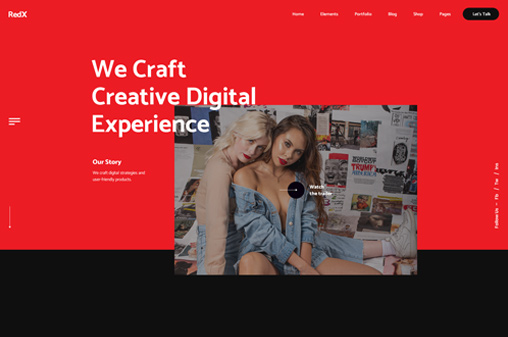 RedX
Home Elements Portfolio Blog Shop Pages Let's Talk
We Craft
Creative Digital
Experience
Our Story
We craft digital strategies and
user-friendly products.
Watch
the trailer
TRUMP
Follow Us - Fb / Tw / Ins